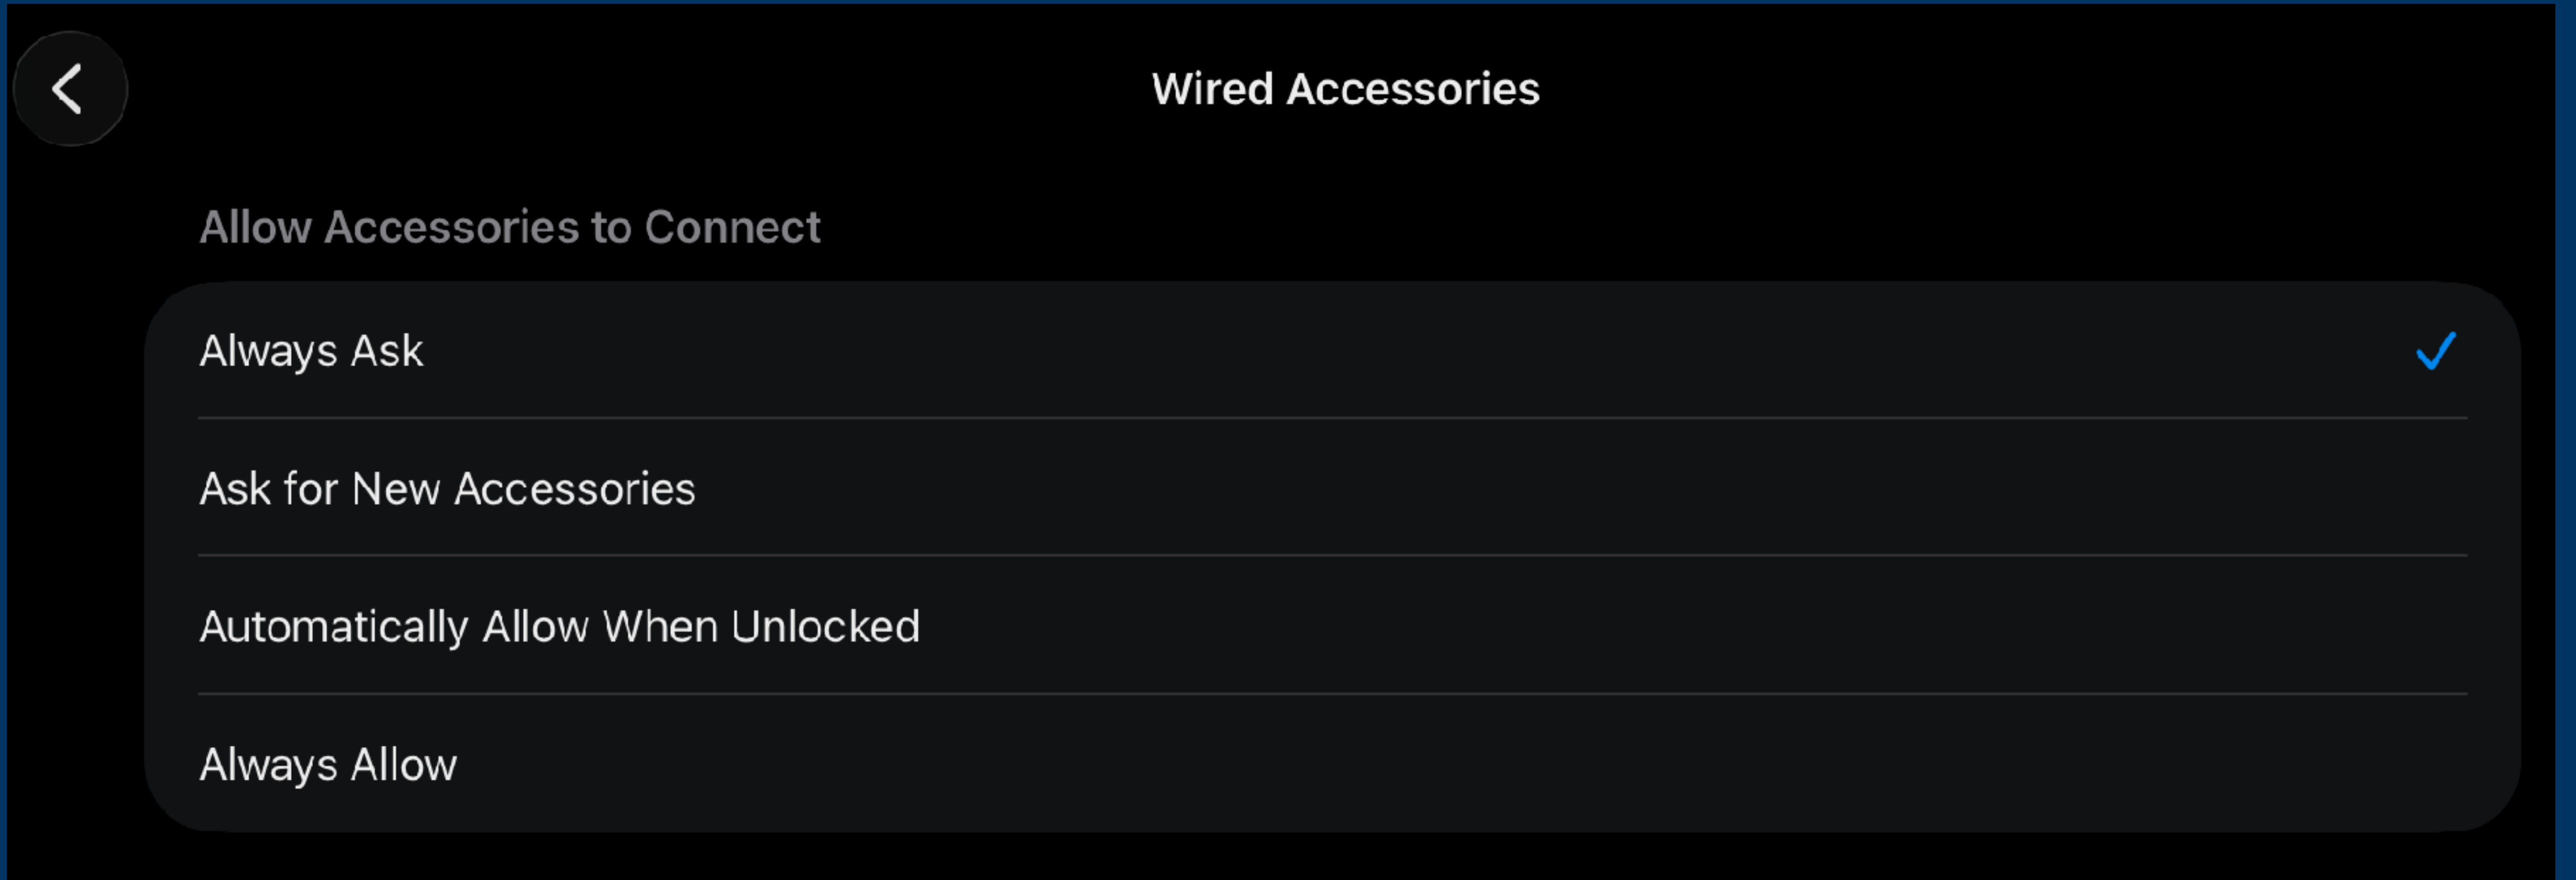 Wired Accessories
Allow Accessories to Connect
Always Ask
Ask for New Accessories
Automatically Allow When Unlocked
Always Allow